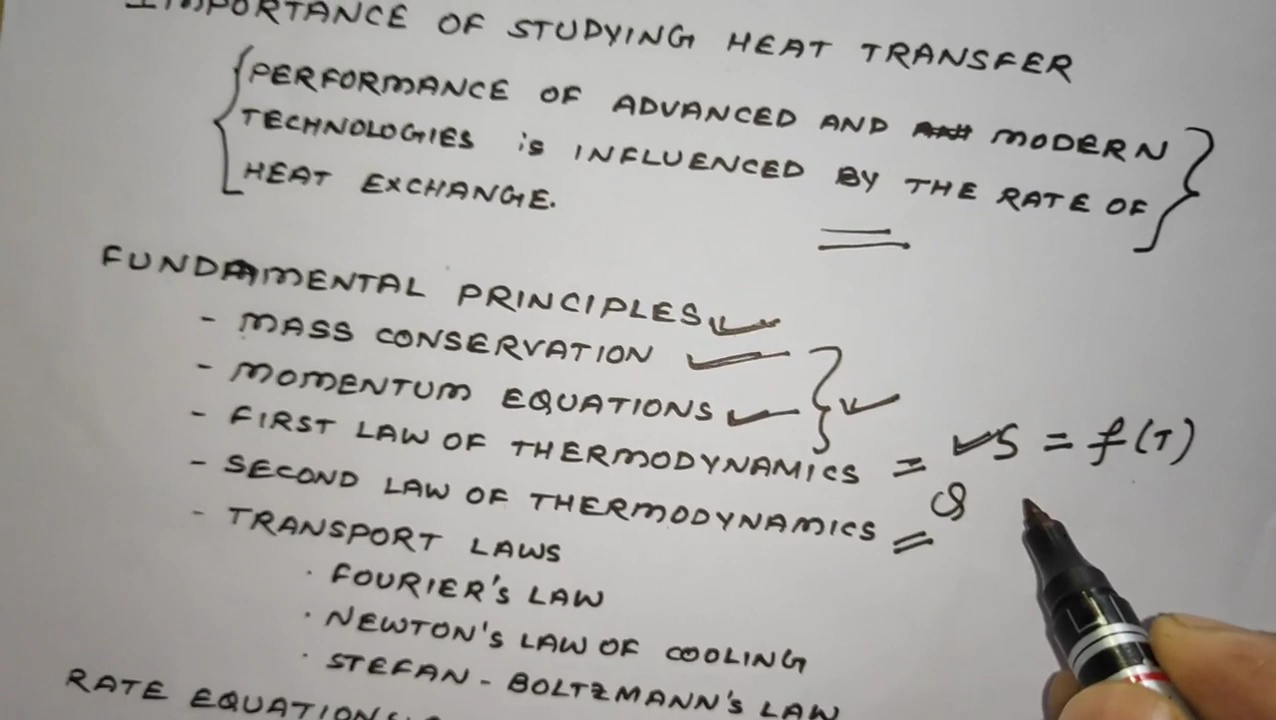 IMPORTANCE OF STUDYING HEAT TRANSFER
PERFORMANCE OF ADVANCED AND MODERN
TECHNOLOGIES is INFLUENCED BY THE RATE OF
HEAT EXCHANGE.
FUNDAMENTAL PRINCIPLES
- MASS CONSERVATION
- MOMENTUM EQUATIONS
- FIRST LAW OF THERMODYNAMICS = S = f(T)
- SECOND LAW OF THERMODYNAMICS =
- TRANSPORT LAWS
· FOURIER'S LAW
· NEWTON'S LAW OF COOLING
· STEFAN - BOLTZMANN'S LAW
RATE EQUATIONS